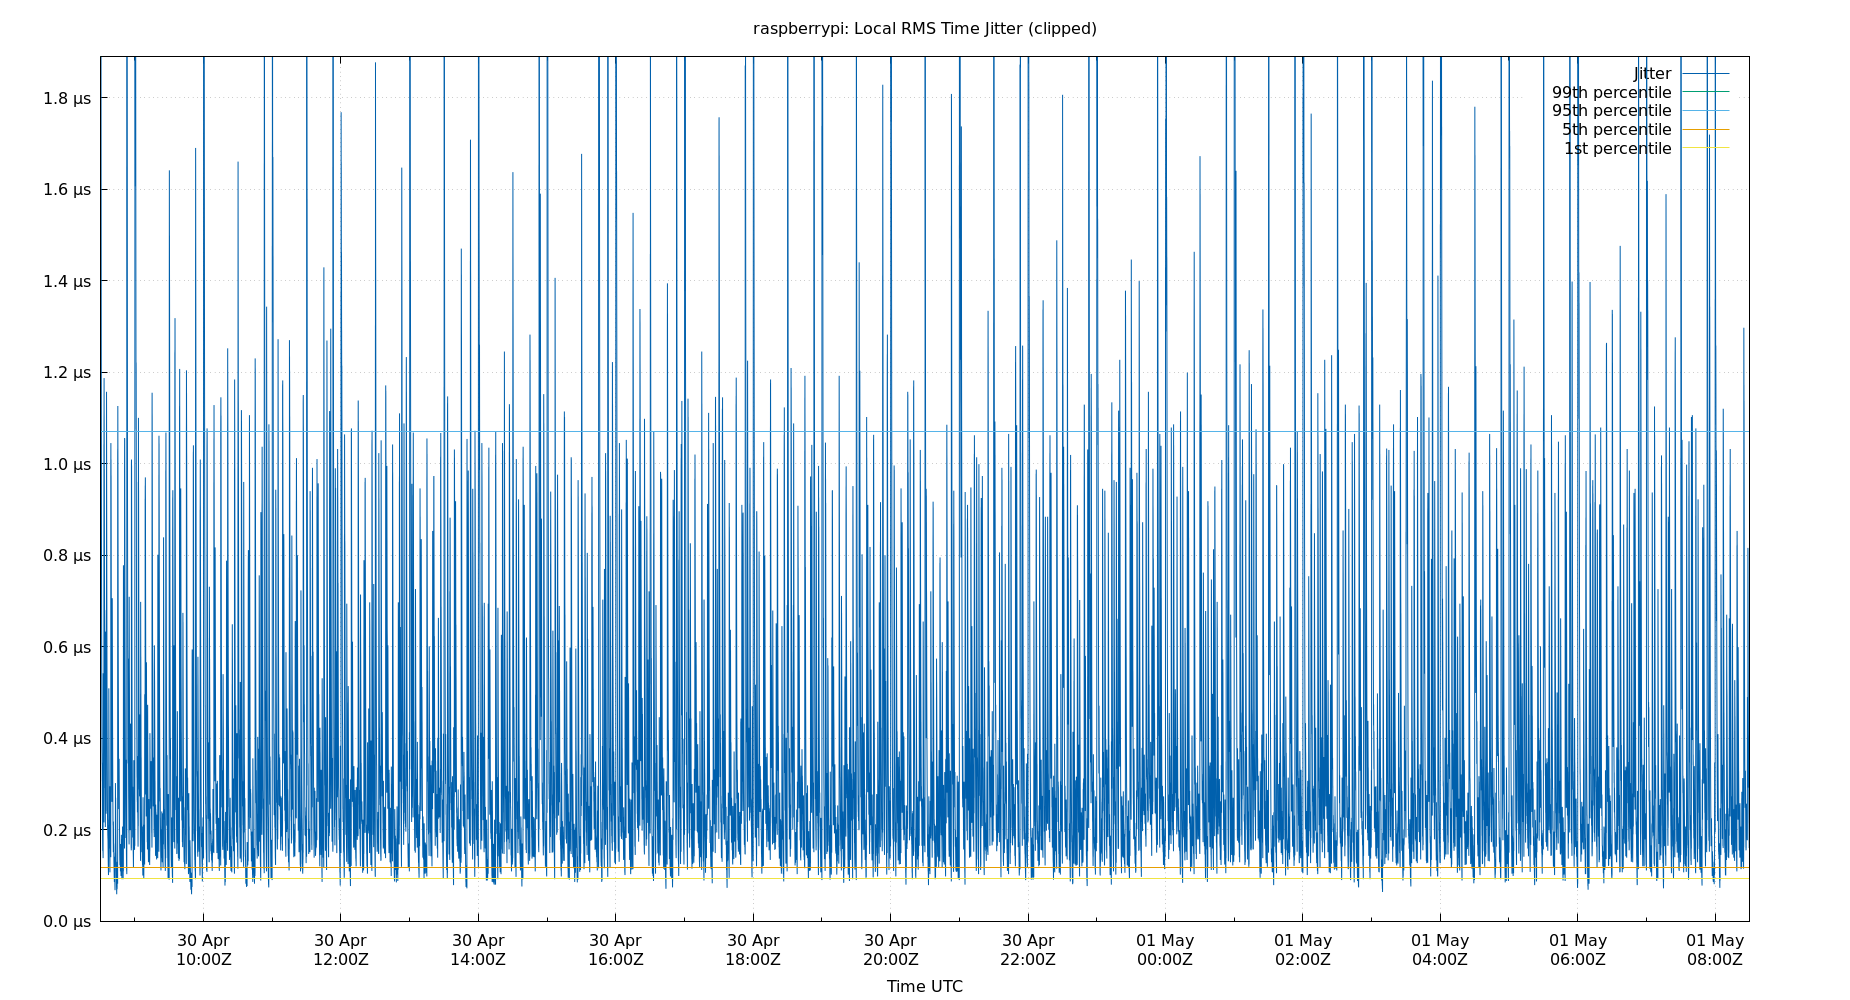 raspberrypi: Local RMS Time Jitter (clipped)
Jitter
99th percentile
95th percentile
5th percentile
1st percentile
1.8 μs
1.6 μs
1.4 μs
1.2 μs
1.0 μs
0.8 μs
0.6 μs
0.4 μs
0.2 μs
0.0 μs
30 Apr 30 Apr 30 Apr 30 Apr 30 Apr 30 Apr 30 Apr 01 May 01 May 01 May 01 May 01 May
10:00Z 12:00Z 14:00Z 16:00Z 18:00Z 20:00Z 22:00Z 00:00Z 02:00Z 04:00Z 06:00Z 08:00Z
Time UTC